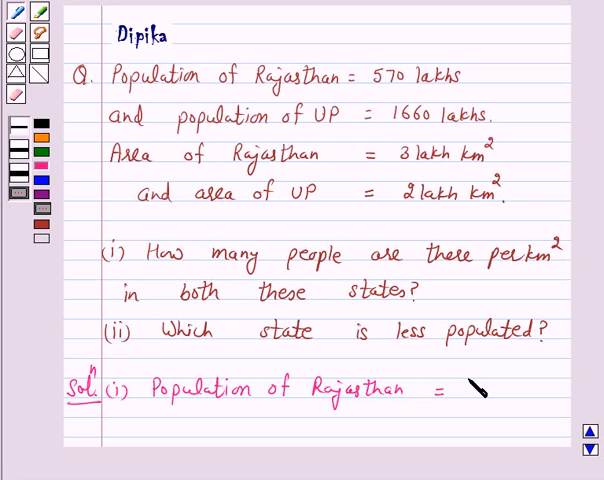 Dipika
Q. Population of Rajasthan = 570 lakhs
and population of UP = 1660 lakhs.
Area of Rajasthan = 3 lakh km²
and area of UP = 2 lakh km².
(i) How many people are there per km²
in both these states?
(ii) Which state is less populated?
Solⁿ. (i) Population of Rajasthan =